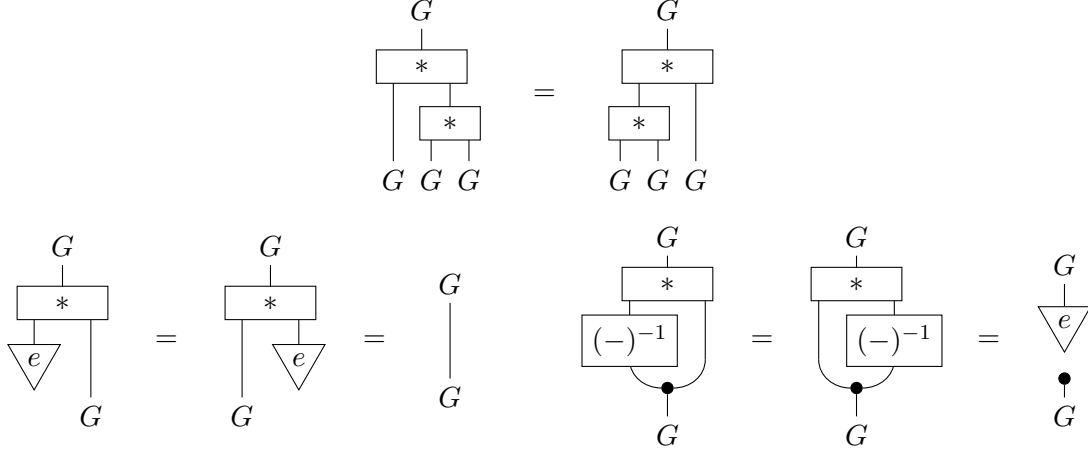 G G
* = *
* *
G G G G G G
G G G G G G
* * * * e
e = e = (−)⁻¹ = (−)⁻¹ =
G G G G G G